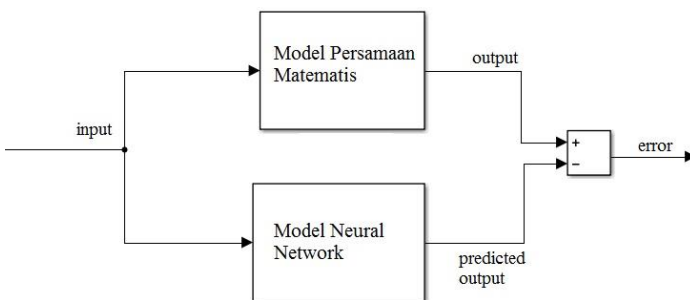 Model Persamaan
Matematis
output
input
+
−
error
Model Neural
Network
predicted
output